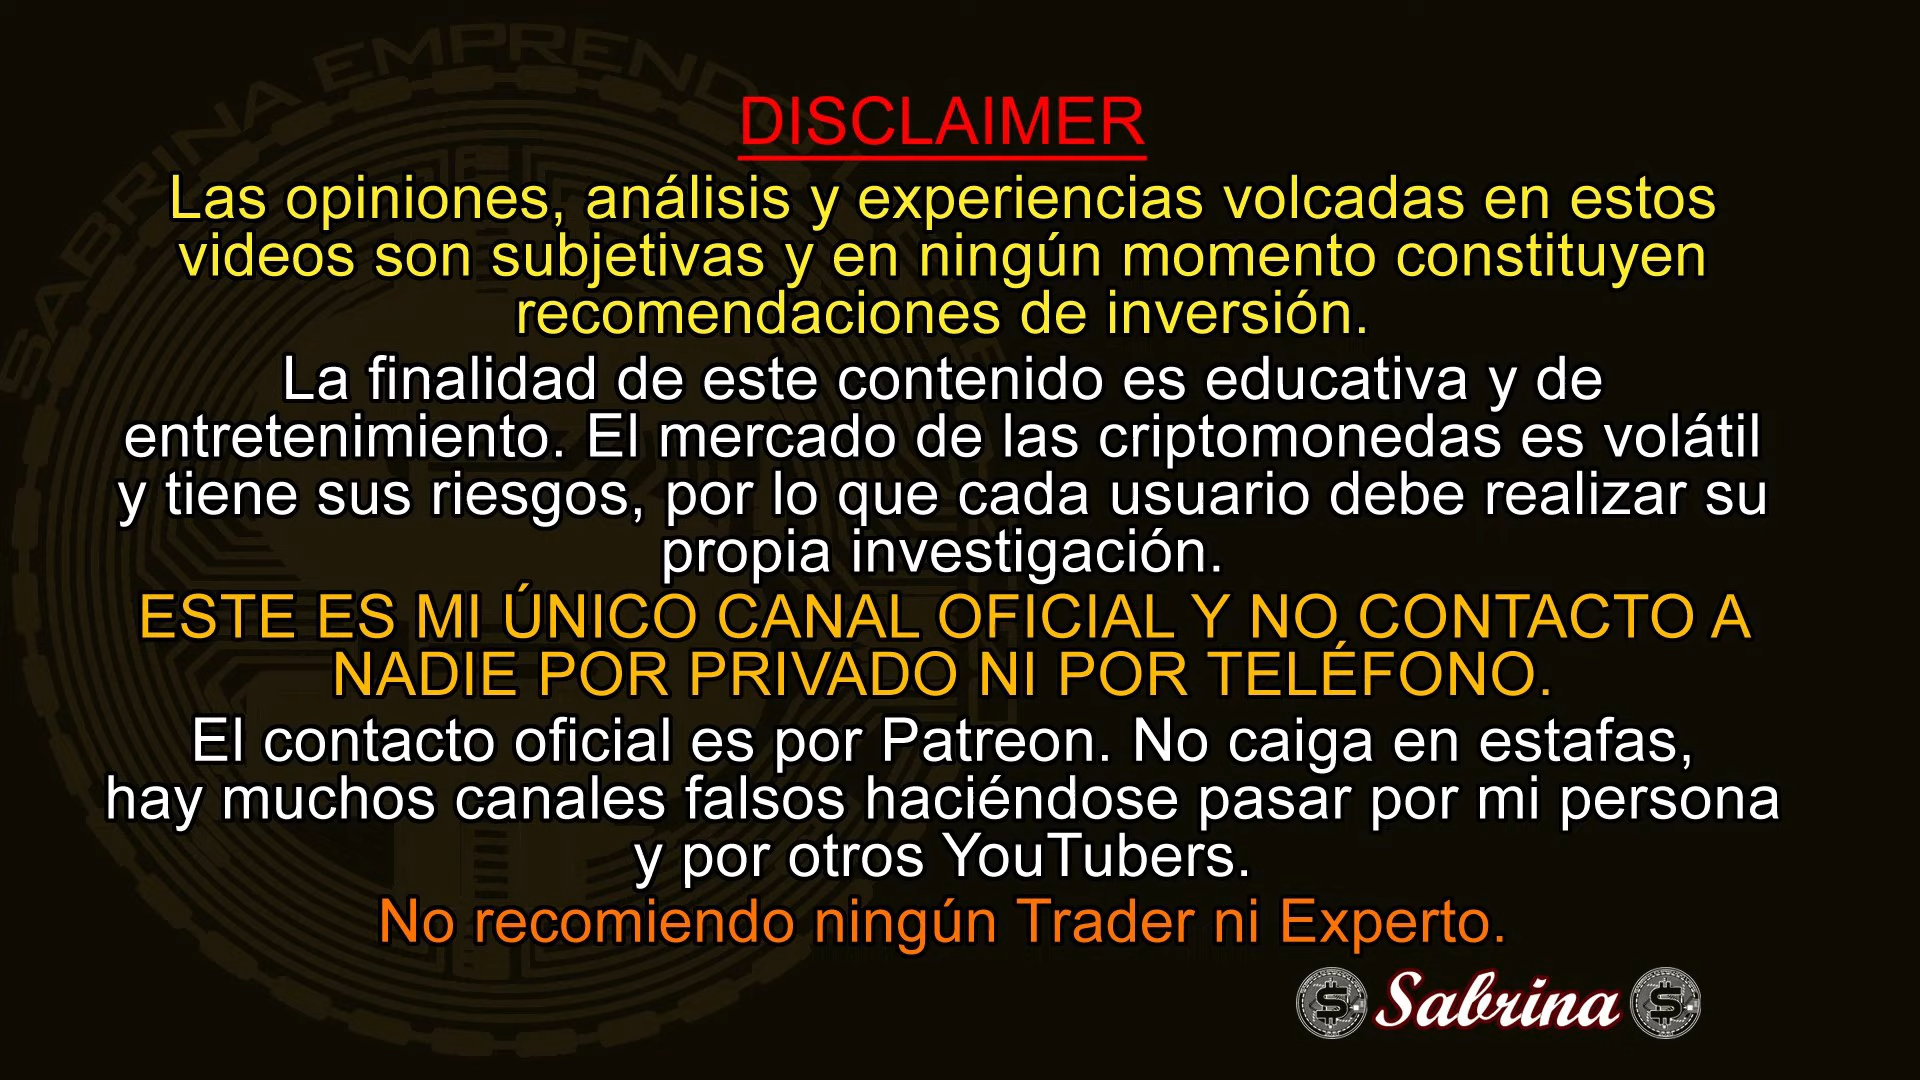 SABRINA EMPRENDE
DISCLAIMER
Las opiniones, análisis y experiencias volcadas en estos
videos son subjetivas y en ningún momento constituyen
recomendaciones de inversión.
La finalidad de este contenido es educativa y de
entretenimiento. El mercado de las criptomonedas es volátil
y tiene sus riesgos, por lo que cada usuario debe realizar su
propia investigación.
ESTE ES MI ÚNICO CANAL OFICIAL Y NO CONTACTO A
NADIE POR PRIVADO NI POR TELÉFONO.
El contacto oficial es por Patreon. No caiga en estafas,
hay muchos canales falsos haciéndose pasar por mi persona
y por otros YouTubers.
No recomiendo ningún Trader ni Experto.
Sabrina